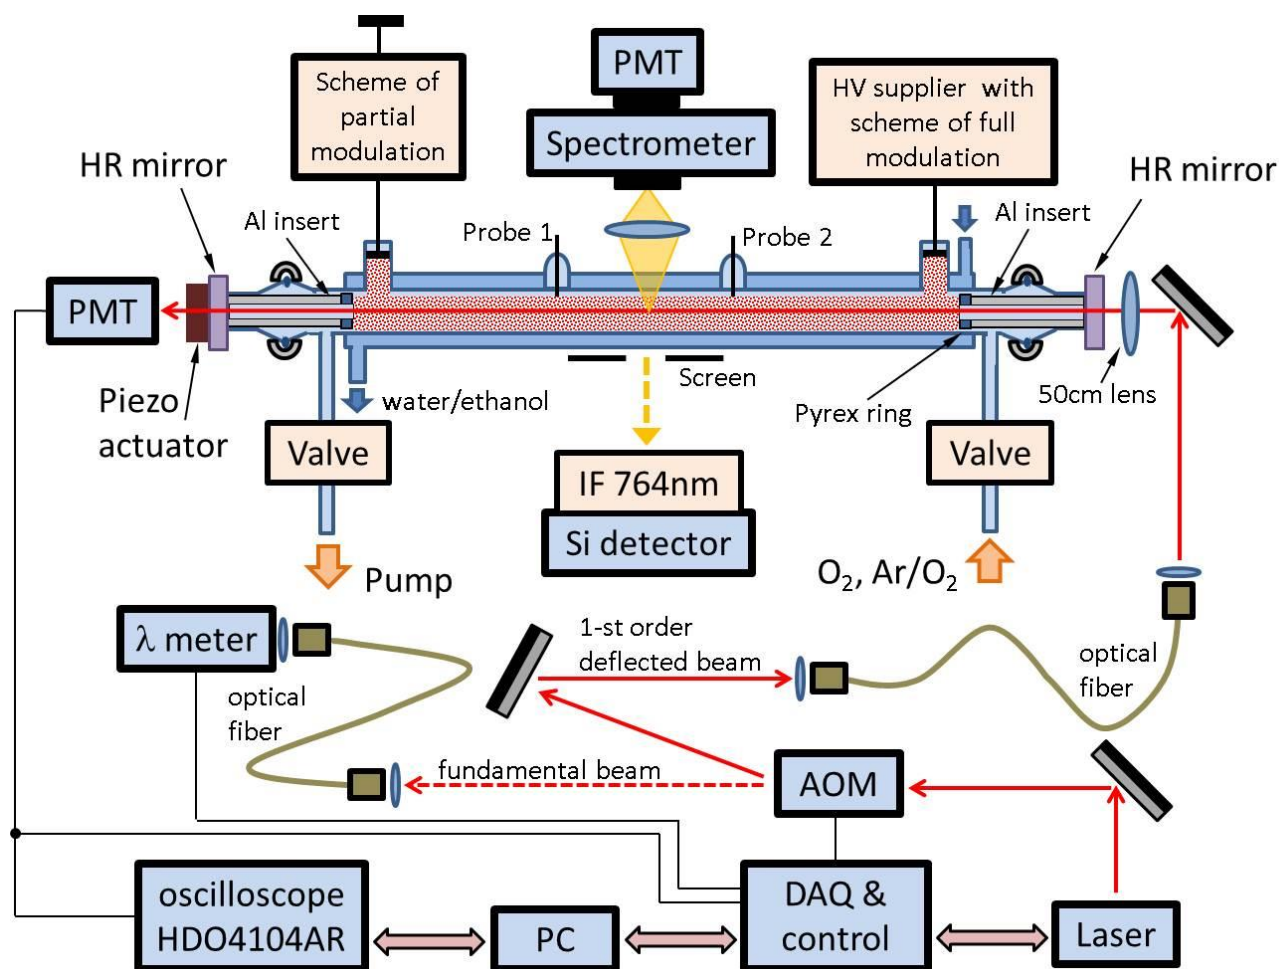 Scheme of
partial
modulation
PMT
Spectrometer
HV supplier with
scheme of full
modulation
HR mirror
HR mirror
Al insert
Probe 1
Probe 2
Al insert
PMT
Piezo
actuator
water/ethanol
Screen
Pyrex ring
50cm lens
Valve
IF 764nm
Si detector
Valve
Pump
O₂, Ar/O₂
λ meter
optical
fiber
1-st order
deflected beam
optical
fiber
fundamental beam
AOM
oscilloscope
HDO4104AR
PC
DAQ &
control
Laser